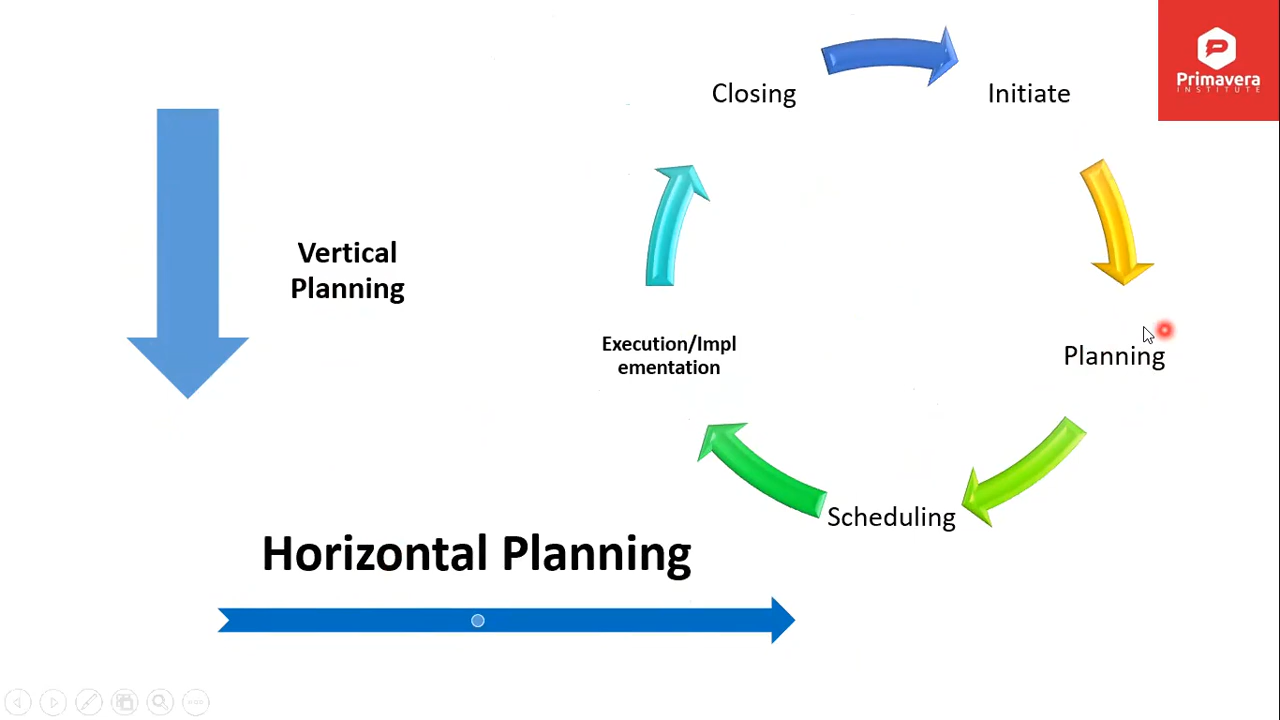 Primavera
INSTITUTE
Closing
Initiate
Vertical
Planning
Execution/Impl
ementation
Planning
Scheduling
Horizontal Planning